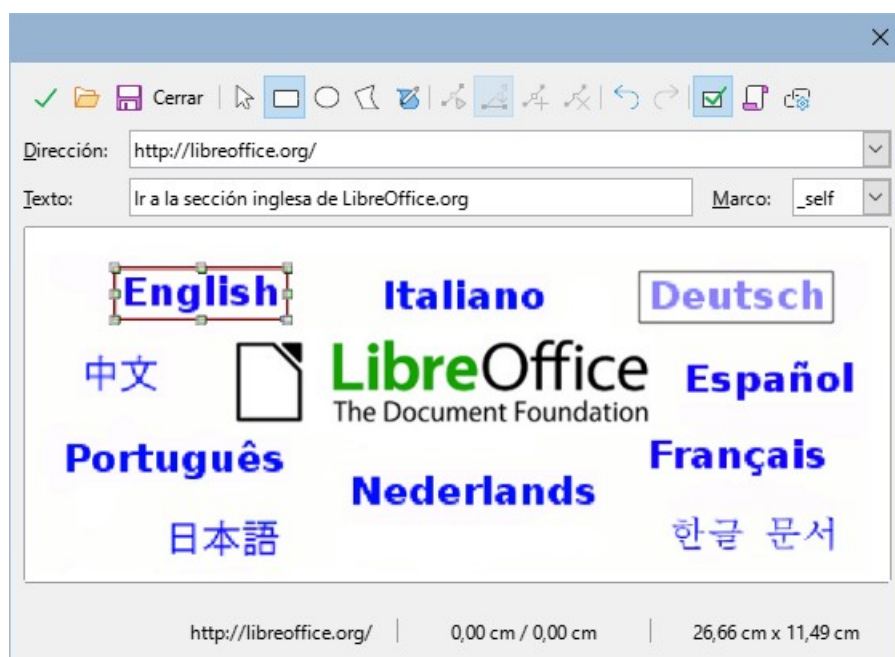 Cerrar
Dirección: http://libreoffice.org/
Texto: Ir a la sección inglesa de LibreOffice.org Marco: _self
English Italiano Deutsch
中文 LibreOffice Español
The Document Foundation
Português Français
Nederlands
日本語 한글 문서
http://libreoffice.org/ 0,00 cm / 0,00 cm 26,66 cm x 11,49 cm